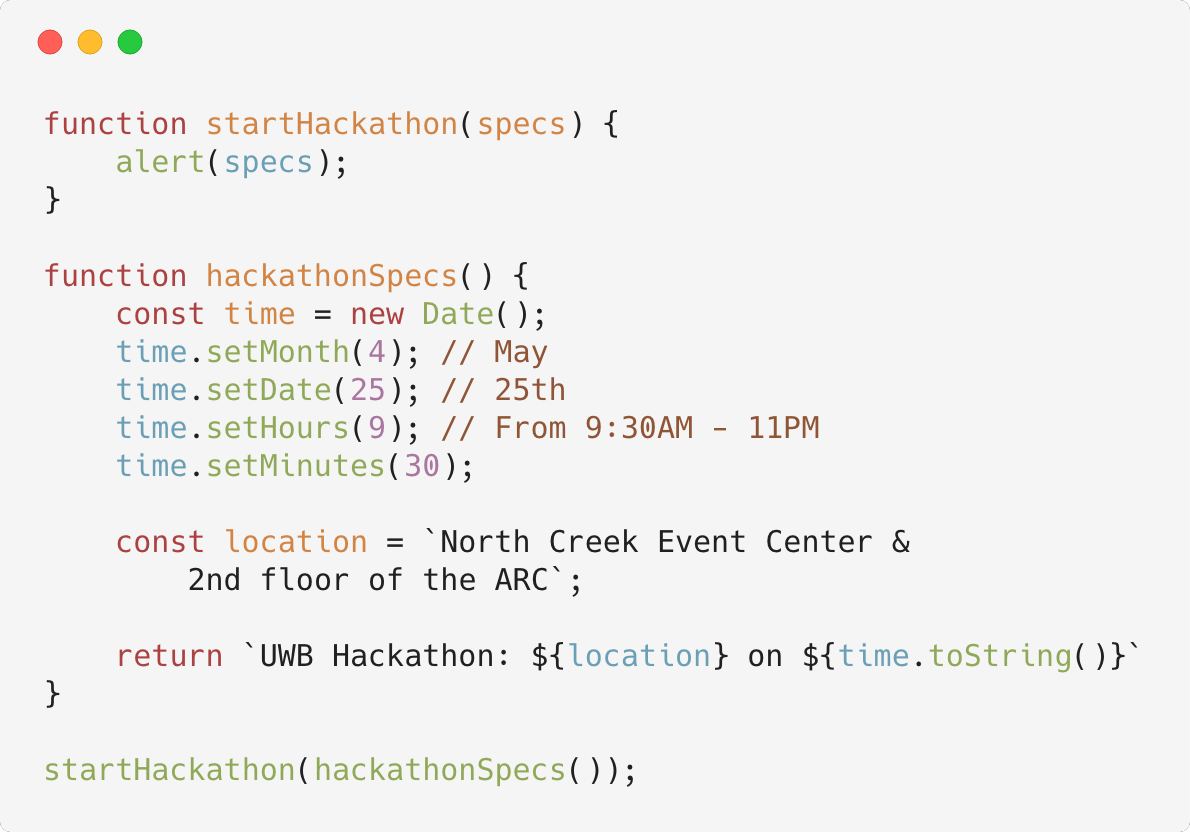 function startHackathon(specs) {
    alert(specs);
}
function hackathonSpecs() {
    const time = new Date();
    time.setMonth(4); // May
    time.setDate(25); // 25th
    time.setHours(9); // From 9:30AM - 11PM
    time.setMinutes(30);
    const location = `North Creek Event Center &
        2nd floor of the ARC`;
    return `UWB Hackathon: ${location} on ${time.toString()}`
}
startHackathon(hackathonSpecs());